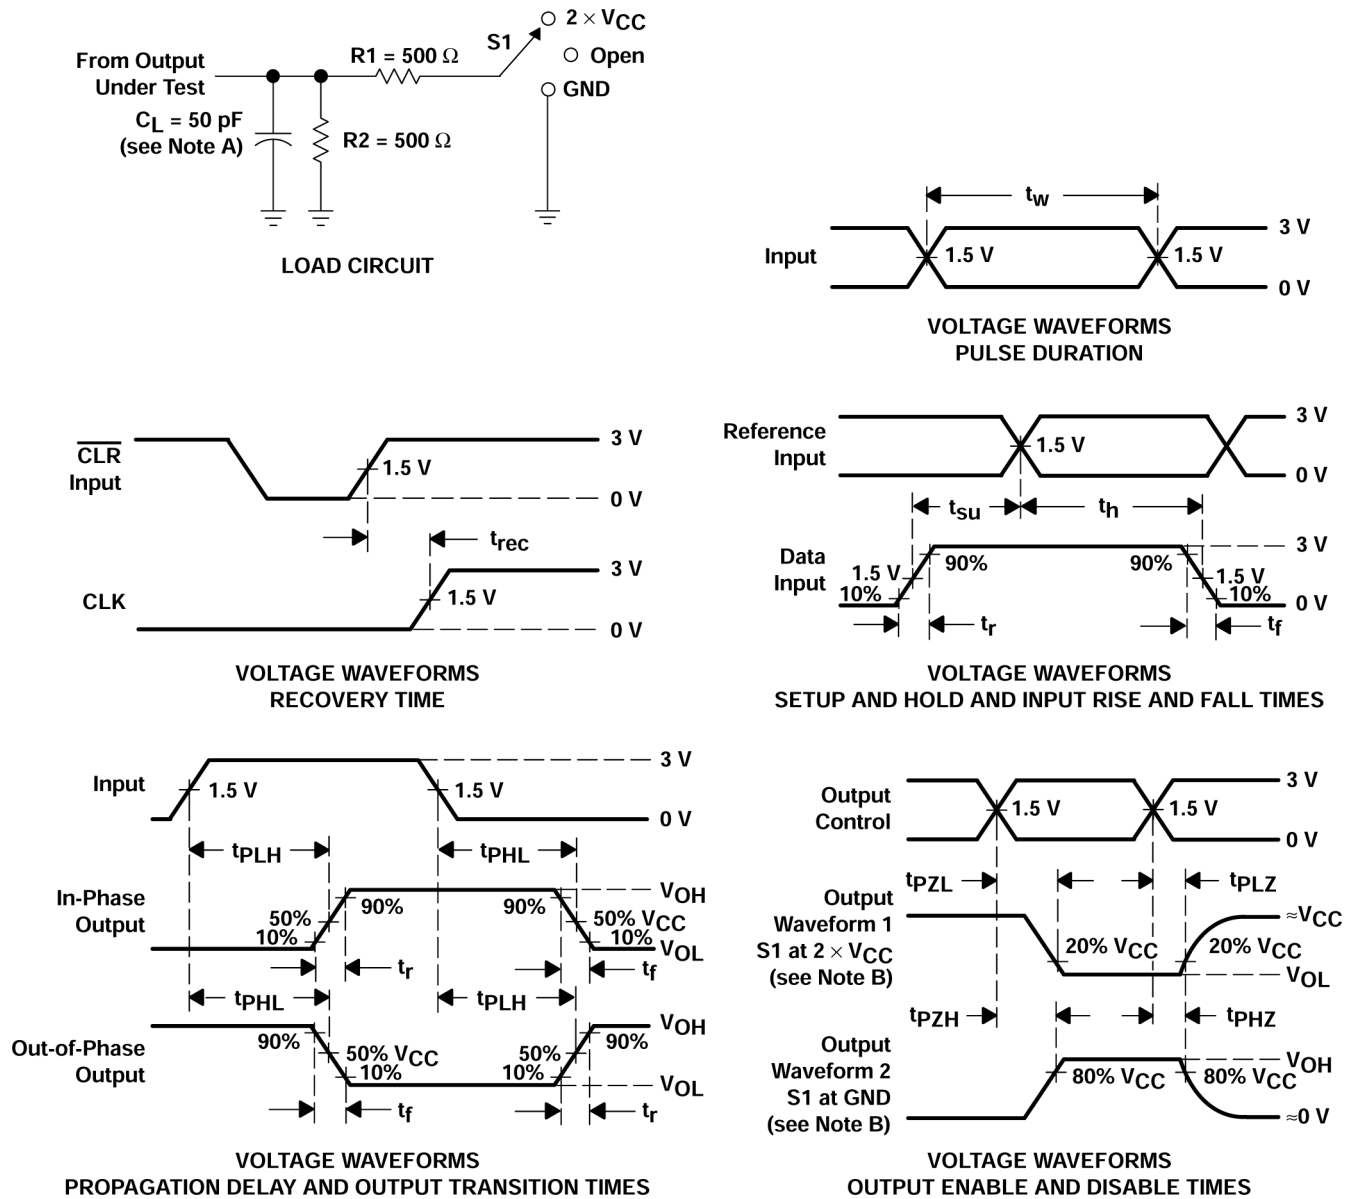 2 × VCC
S1
Open
GND
R1 = 500 Ω
From Output
Under Test
CL = 50 pF
(see Note A)
R2 = 500 Ω
LOAD CIRCUIT
tw
Input
1.5 V
1.5 V
3 V
0 V
VOLTAGE WAVEFORMS
PULSE DURATION
CLR
Input
1.5 V
3 V
0 V
trec
CLK
1.5 V
3 V
0 V
VOLTAGE WAVEFORMS
RECOVERY TIME
Reference
Input
1.5 V
3 V
0 V
tsu
th
Data
Input
1.5 V
10%
90%
90%
1.5 V
10%
3 V
0 V
tr
tf
VOLTAGE WAVEFORMS
SETUP AND HOLD AND INPUT RISE AND FALL TIMES
Input
1.5 V
1.5 V
3 V
0 V
tPLH
tPHL
In-Phase
Output
50%
10%
90%
90%
50% VCC
10%
VOH
VOL
tr
tf
tPHL
tPLH
Out-of-Phase
Output
90%
50% VCC
10%
50%
10%
90%
VOH
VOL
tf
tr
VOLTAGE WAVEFORMS
PROPAGATION DELAY AND OUTPUT TRANSITION TIMES
Output
Control
1.5 V
1.5 V
3 V
0 V
tPZL
tPLZ
Output
Waveform 1
S1 at 2 × VCC
(see Note B)
20% VCC
20% VCC
≈VCC
VOL
tPZH
tPHZ
Output
Waveform 2
S1 at GND
(see Note B)
80% VCC
80% VCC
VOH
≈0 V
VOLTAGE WAVEFORMS
OUTPUT ENABLE AND DISABLE TIMES